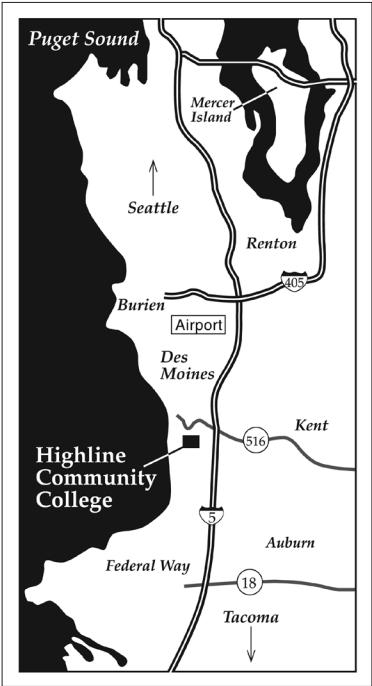 Puget Sound
Mercer
Island
Seattle
Renton
405
Burien
Airport
Des
Moines
Kent
516
Highline
Community
College
5
Auburn
Federal Way
18
Tacoma